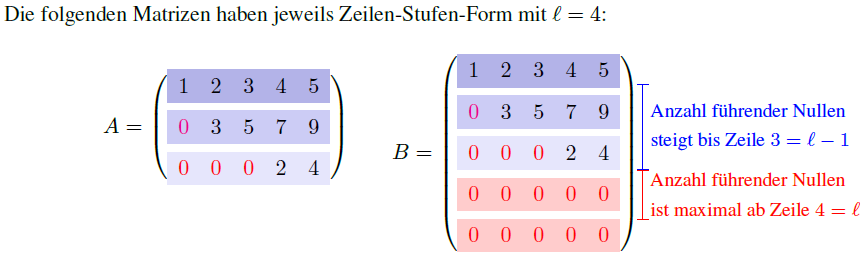 Die folgenden Matrizen haben jeweils Zeilen-Stufen-Form mit ℓ = 4:
A =
1 2 3 4 5
0 3 5 7 9
0 0 0 2 4
B =
1 2 3 4 5
0 3 5 7 9
0 0 0 2 4
0 0 0 0 0
0 0 0 0 0
Anzahl führender Nullen
steigt bis Zeile 3 = ℓ − 1
Anzahl führender Nullen
ist maximal ab Zeile 4 = ℓ